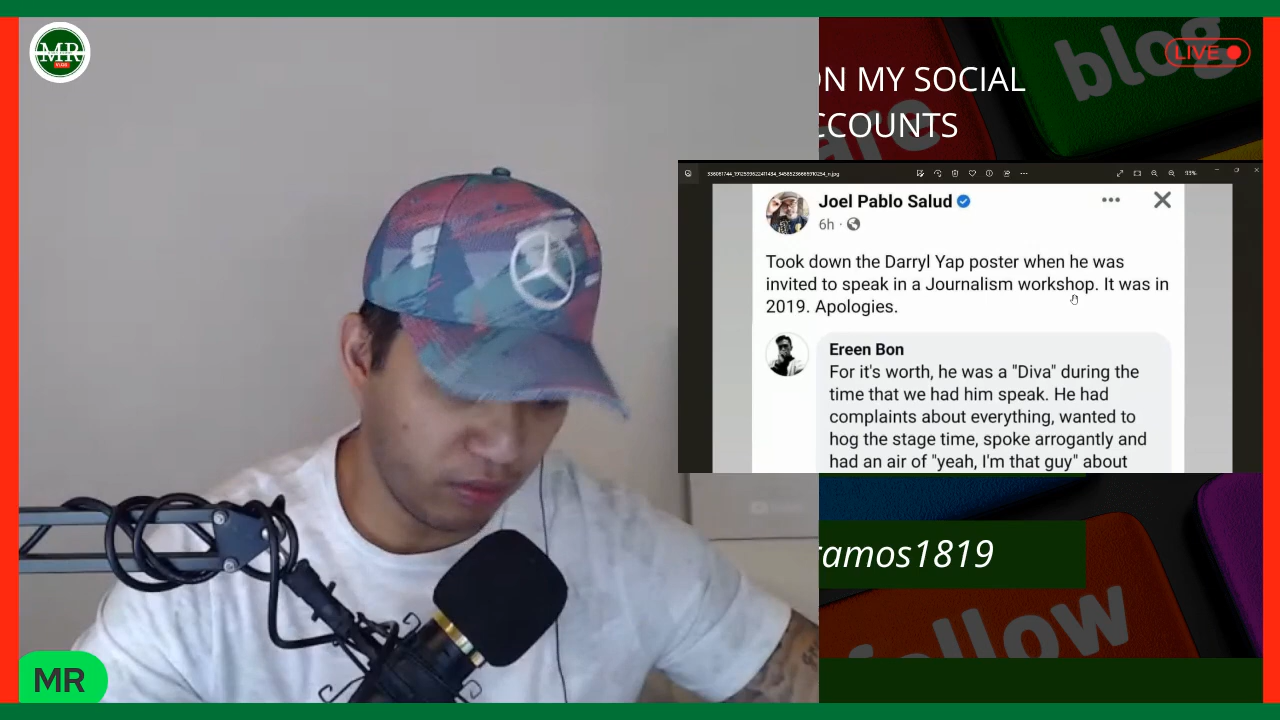 MR
LIVE
blog
ON MY SOCIAL
CCOUNTS
are
93%
Joel Pablo Salud
6h ·
Took down the Darryl Yap poster when he was
invited to speak in a Journalism workshop. It was in
2019. Apologies.
Ereen Bon
For it's worth, he was a "Diva" during the
time that we had him speak. He had
complaints about everything, wanted to
hog the stage time, spoke arrogantly and
had an air of "yeah, I'm that guy" about
ramos1819
follow
MR